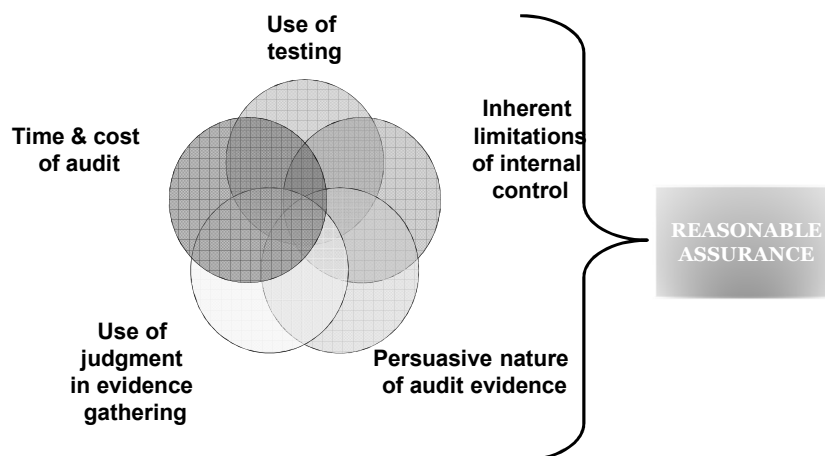 Use of
testing
Time & cost
of audit
Inherent
limitations
of internal
control
REASONABLE
ASSURANCE
Use of
judgment
in evidence
gathering
Persuasive nature
of audit evidence